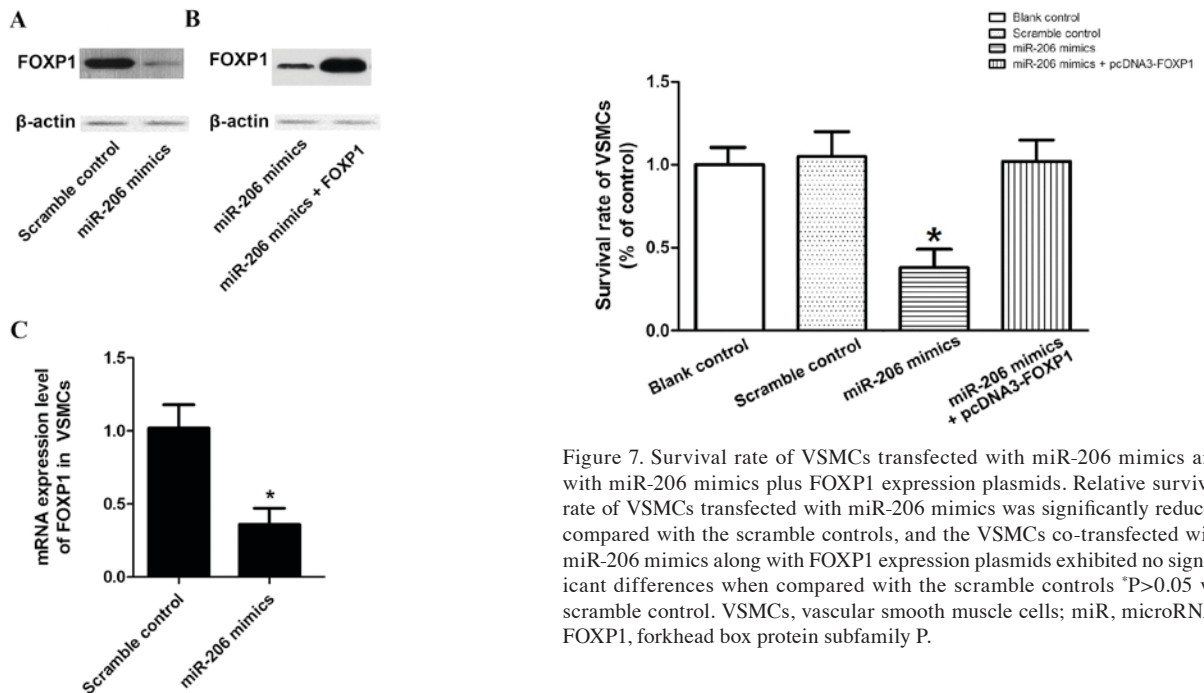 A
B
FOXP1
FOXP1
β-actin
β-actin
Scramble control
miR-206 mimics
miR-206 mimics
miR-206 mimics + FOXP1
C
mRNA expression level
of FOXP1 in VSMCs
1.5
1.0
0.5
0.0
*
Scramble control
miR-206 mimics
Blank control
Scramble control
miR-206 mimics
miR-206 mimics + pcDNA3-FOXP1
Survival rate of VSMCs
(% of control)
1.5
1.0
0.5
0.0
*
Blank control
Scramble control
miR-206 mimics
miR-206 mimics
+ pcDNA3-FOXP1
Figure 7. Survival rate of VSMCs transfected with miR-206 mimics
with miR-206 mimics plus FOXP1 expression plasmids. Relative
rate of VSMCs transfected with miR-206 mimics was significantly
compared with the scramble controls, and the VSMCs co-transfected
miR-206 mimics along with FOXP1 expression plasmids exhibited no
icant differences when compared with the scramble controls *P>0.05
scramble control. VSMCs, vascular smooth muscle cells; miR,
FOXP1, forkhead box protein subfamily P.